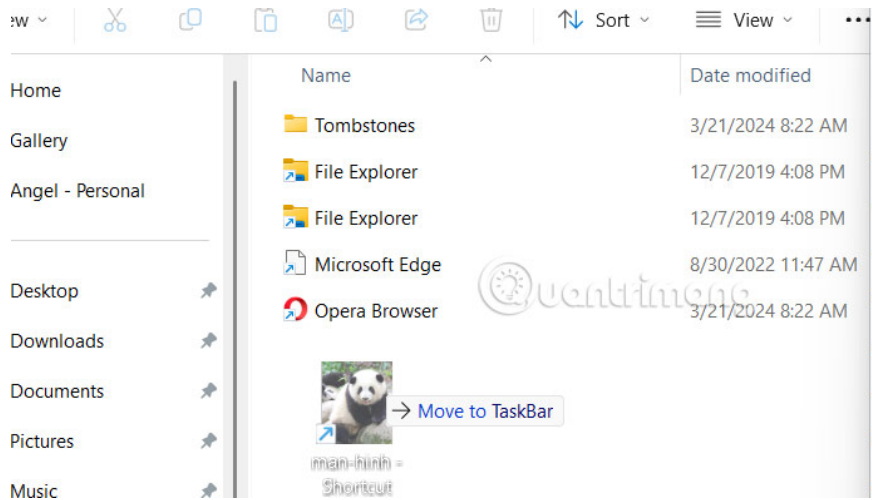 ew
Sort
View
Name
Date modified
Home
Gallery
Angel - Personal
Desktop
Downloads
Documents
Pictures
Music
Tombstones
3/21/2024 8:22 AM
File Explorer
12/7/2019 4:08 PM
File Explorer
12/7/2019 4:08 PM
Microsoft Edge
8/30/2022 11:47 AM
Opera Browser
3/21/2024 8:22 AM
Quantrimang
→ Move to TaskBar
man-hinh -
Shortcut